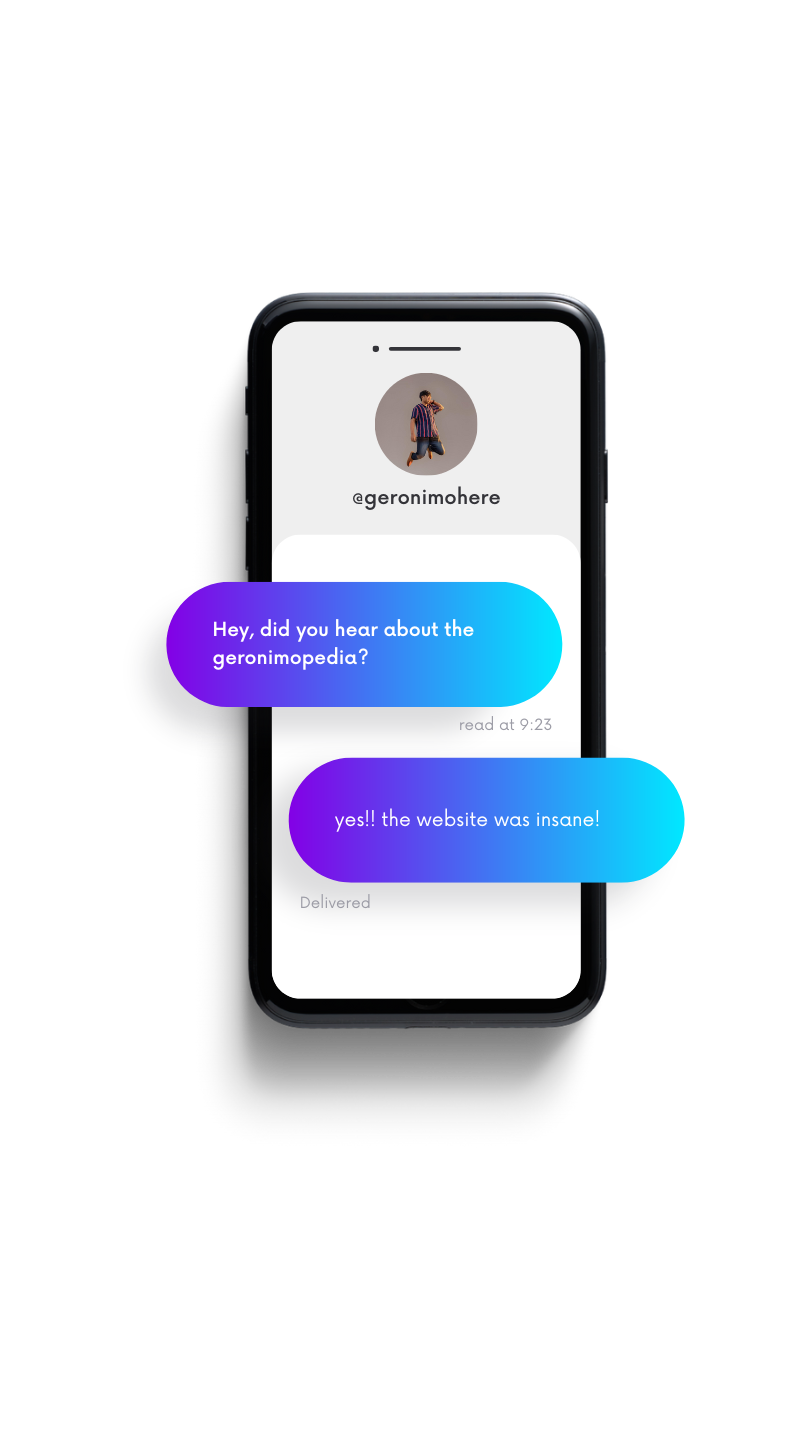 @geronimohere
Hey, did you hear about the
geronimopedia?
read at 9:23
yes!! the website was insane!
Delivered